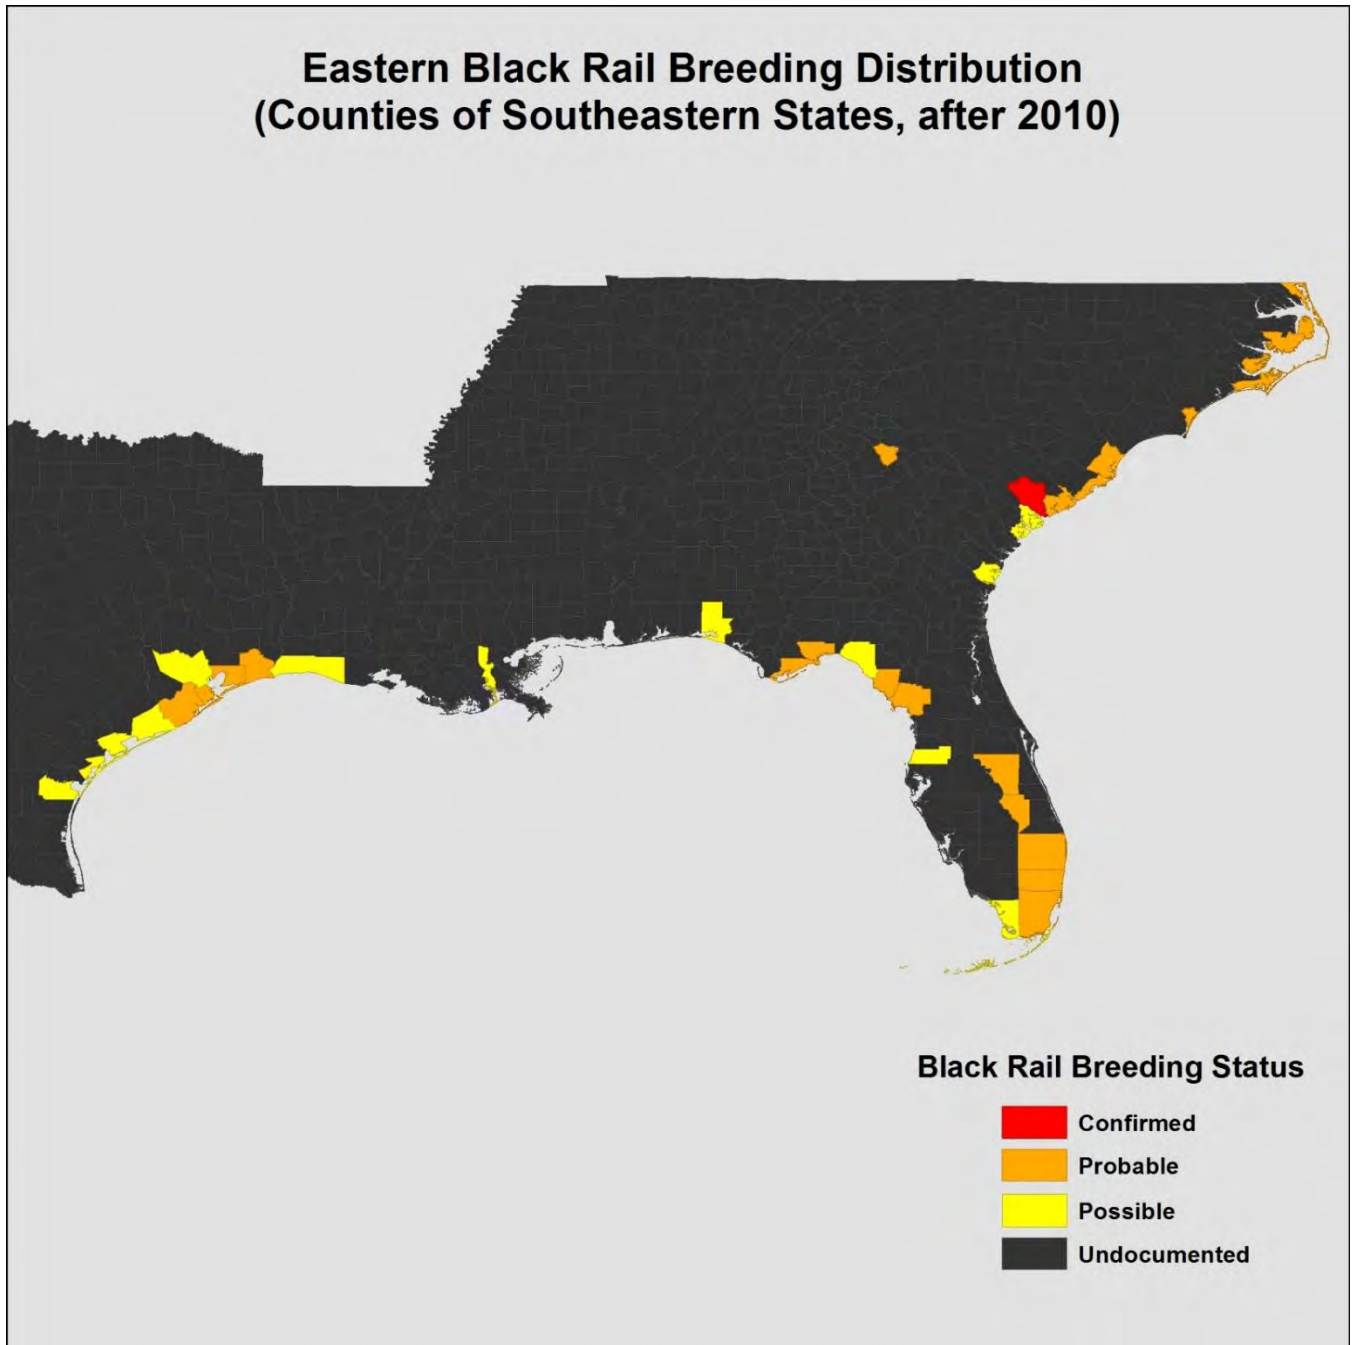 Eastern Black Rail Breeding Distribution
(Counties of Southeastern States, after 2010)
Black Rail Breeding Status
Confirmed
Probable
Possible
Undocumented